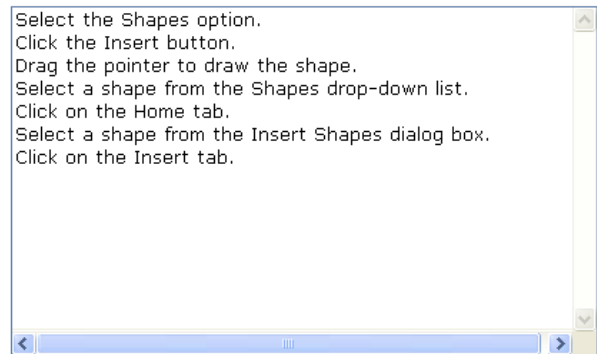 Select the Shapes option.
Click the Insert button.
Drag the pointer to draw the shape.
Select a shape from the Shapes drop-down list.
Click on the Home tab.
Select a shape from the Insert Shapes dialog box.
Click on the Insert tab.